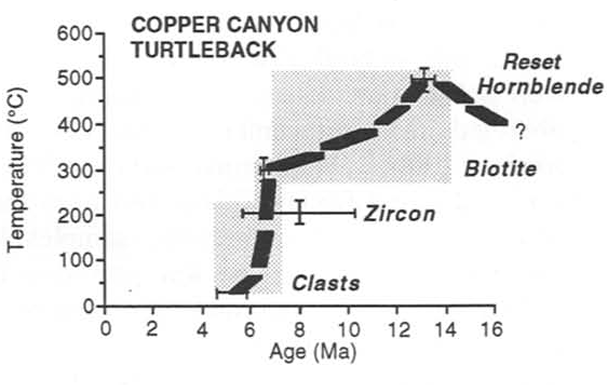 COPPER CANYON
TURTLEBACK
600
500
400
300
200
100
0
Temperature (°C)
Reset
Hornblende
?
Biotite
Zircon
Clasts
0 2 4 6 8 10 12 14 16
Age (Ma)